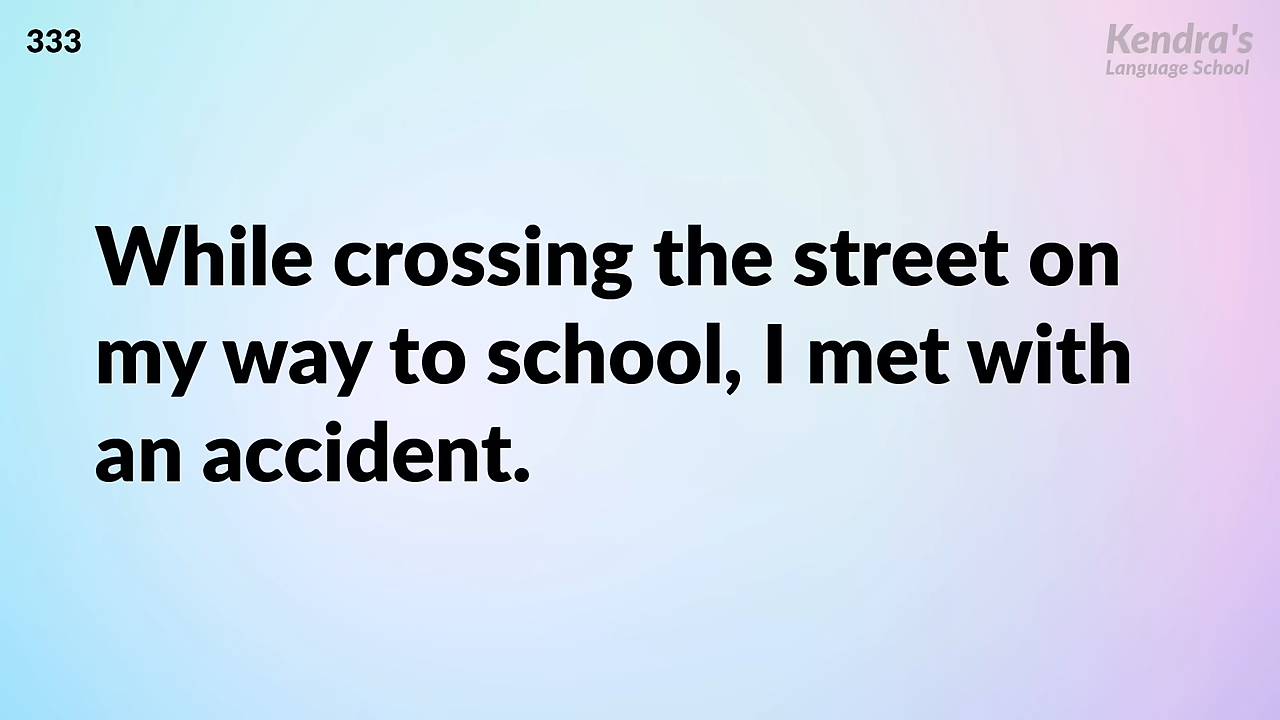 333
Kendra's
Language School
While crossing the street on
my way to school, I met with
an accident.